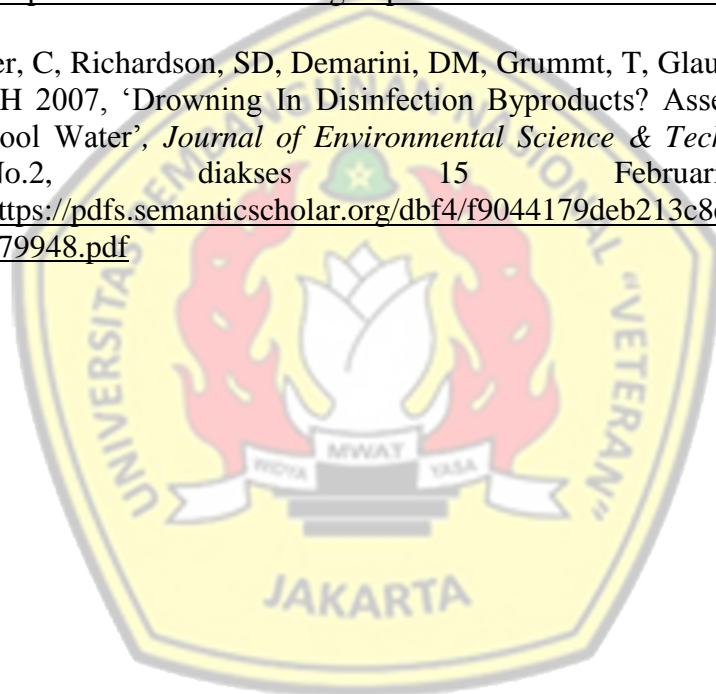 er, C, Richardson, SD, Demarini, DM, Grummt, T, Glau
H 2007, ‘Drowning In Disinfection Byproducts? Asse
ool Water’, Journal of Environmental Science & Tech
No.2, diakses 15 Februari
ttps://pdfs.semanticscholar.org/dbf4/f9044179deb213c8
79948.pdf
UNIVERSITAS PEMBANGUNAN NASIONAL “VETERAN”
WIDYA MWAT YASA
JAKARTA